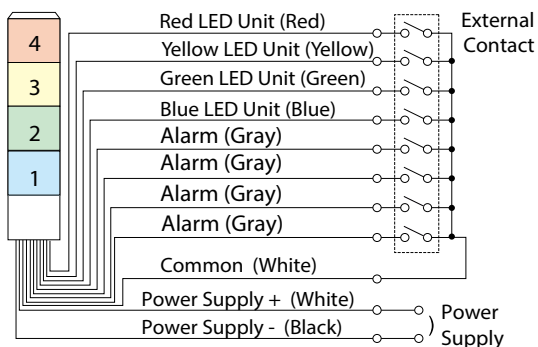 Red LED Unit (Red)
External
Contact
4
Yellow LED Unit (Yellow)
3
Green LED Unit (Green)
Blue LED Unit (Blue)
2
Alarm (Gray)
Alarm (Gray)
1
Alarm (Gray)
Alarm (Gray)
Common (White)
Power Supply + (White)
Power Supply - (Black)
) Power
Supply